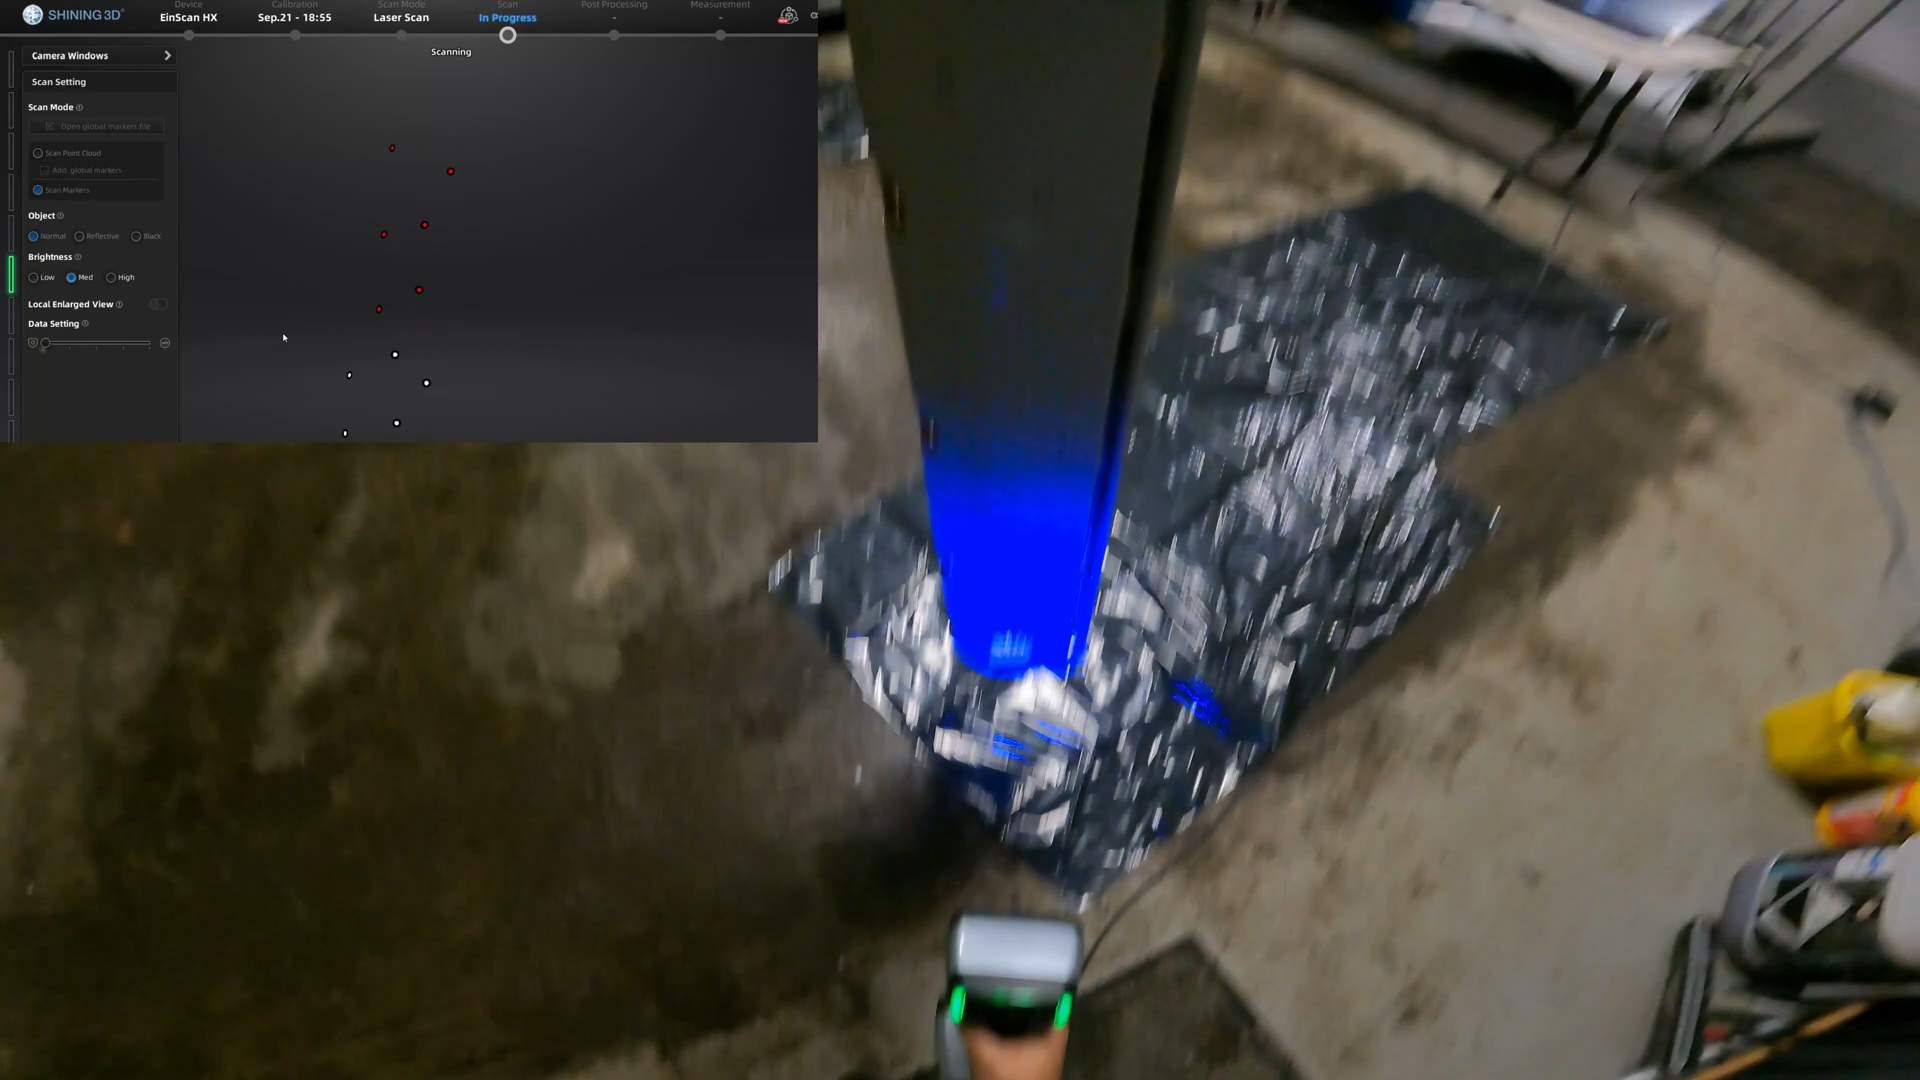 SHINING 3D
Device
EinScan HX
Calibration
Sep.21 - 18:55
Scan Mode
Laser Scan
Scan
In Progress
Post Processing
-
Measurement
-
Scanning
Camera Windows
Scan Setting
Scan Mode
Open global markers file
Scan Point Cloud
Add global markers
Scan Markers
Object
Normal Reflective Black
Brightness
Low Med High
Local Enlarged View
Data Setting